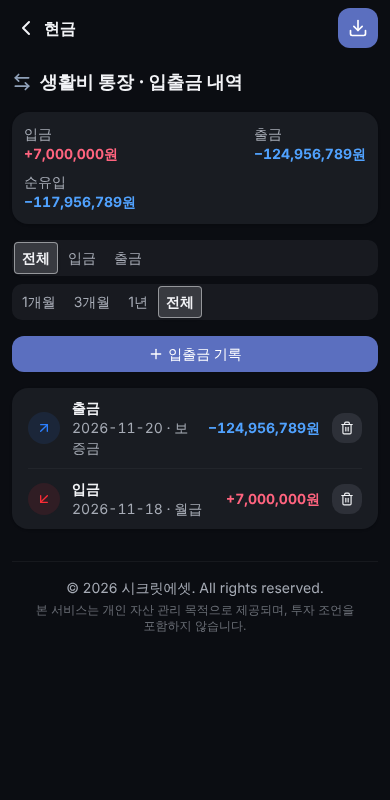 현금
생활비 통장 · 입출금 내역
입금 출금
+7,000,000원 −124,956,789원
순유입
−117,956,789원
전체 입금 출금
1개월 3개월 1년 전체
+ 입출금 기록
출금
2026-11-20 · 보
증금
−124,956,789원
입금
2026-11-18 · 월급
+7,000,000원
© 2026 시크릿에셋. All rights reserved.
본 서비스는 개인 자산 관리 목적으로 제공되며, 투자 조언을
포함하지 않습니다.